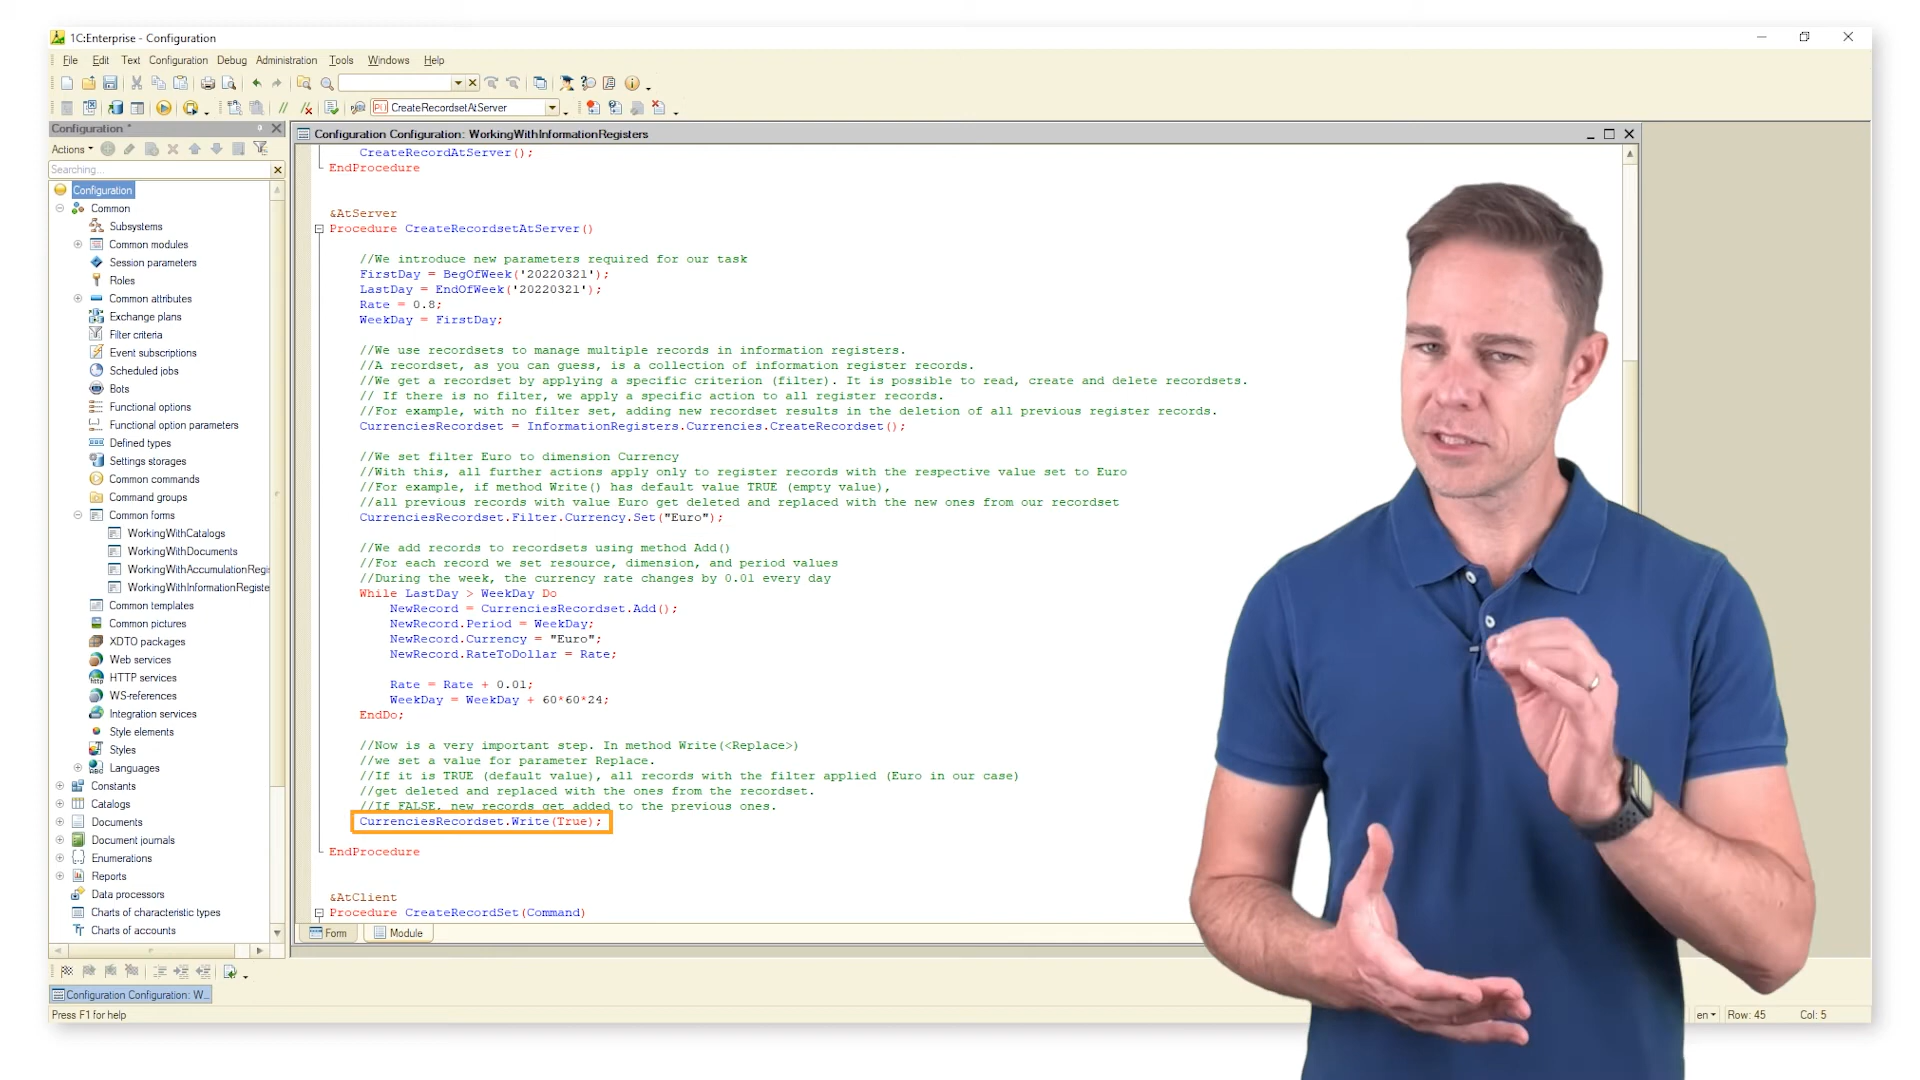 1C:Enterprise - Configuration
File Edit Text Configuration Debug Administration Tools Windows Help
CreateRecordsetAtServer
Configuration *
Actions
Searching...
Configuration
Common
Subsystems
Common modules
Session parameters
Roles
Common attributes
Exchange plans
Filter criteria
Event subscriptions
Scheduled jobs
Bots
Functional options
Functional option parameters
Defined types
Settings storages
Common commands
Command groups
Common forms
WorkingWithCatalogs
WorkingWithDocuments
WorkingWithAccumulationRegi
WorkingWithInformationRegiste
Common templates
Common pictures
XDTO packages
Web services
HTTP services
WS-references
Integration services
Style elements
Styles
Languages
Constants
Catalogs
Documents
Document journals
Enumerations
Reports
Data processors
Charts of characteristic types
Charts of accounts
Configuration Configuration: WorkingWithInformationRegisters
CreateRecordAtServer();
EndProcedure
&AtServer
Procedure CreateRecordsetAtServer()
//We introduce new parameters required for our task
FirstDay = BegOfWeek('20220321');
LastDay = EndOfWeek('20220321');
Rate = 0.8;
WeekDay = FirstDay;
//We use recordsets to manage multiple records in information registers.
//A recordset, as you can guess, is a collection of information register records.
//We get a recordset by applying a specific criterion (filter). It is possible to read, create and delete recordsets.
// If there is no filter, we apply a specific action to all register records.
//For example, with no filter set, adding new recordset results in the deletion of all previous register records.
CurrenciesRecordset = InformationRegisters.Currencies.CreateRecordset();
//We set filter Euro to dimension Currency
//With this, all further actions apply only to register records with the respective value set to Euro
//For example, if method Write() has default value TRUE (empty value),
//all previous records with value Euro get deleted and replaced with the new ones from our recordset
CurrenciesRecordset.Filter.Currency.Set("Euro");
//We add records to recordsets using method Add()
//For each record we set resource, dimension, and period values
//During the week, the currency rate changes by 0.01 every day
While LastDay > WeekDay Do
NewRecord = CurrenciesRecordset.Add();
NewRecord.Period = WeekDay;
NewRecord.Currency = "Euro";
NewRecord.RateToDollar = Rate;
Rate = Rate + 0.01;
WeekDay = WeekDay + 60*60*24;
EndDo;
//Now is a very important step. In method Write(<Replace>)
//we set a value for parameter Replace.
//If it is TRUE (default value), all records with the filter applied (Euro in our case)
//get deleted and replaced with the ones from the recordset.
//If FALSE, new records get added to the previous ones.
CurrenciesRecordset.Write(True);
EndProcedure
&AtClient
Procedure CreateRecordSet(Command)
Form Module
Configuration Configuration: W...
Press F1 for help
en Row: 45 Col: 5